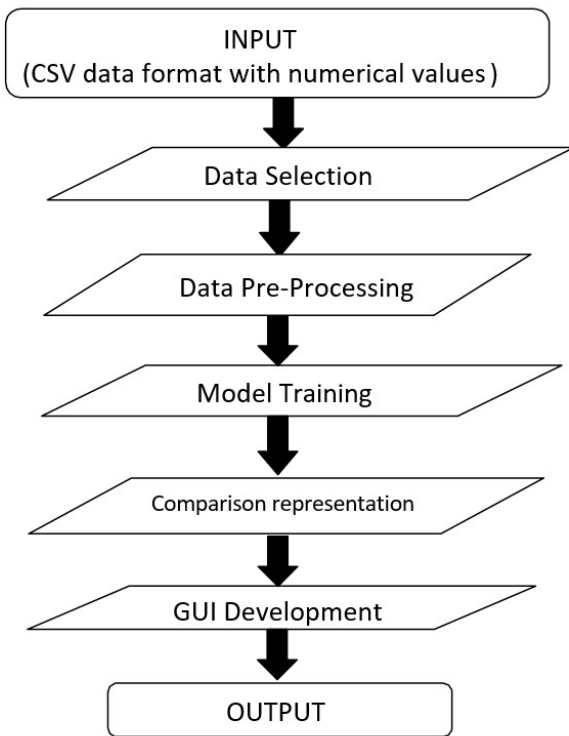 INPUT
(CSV data format with numerical values)
Data Selection
Data Pre-Processing
Model Training
Comparison representation
GUI Development
OUTPUT